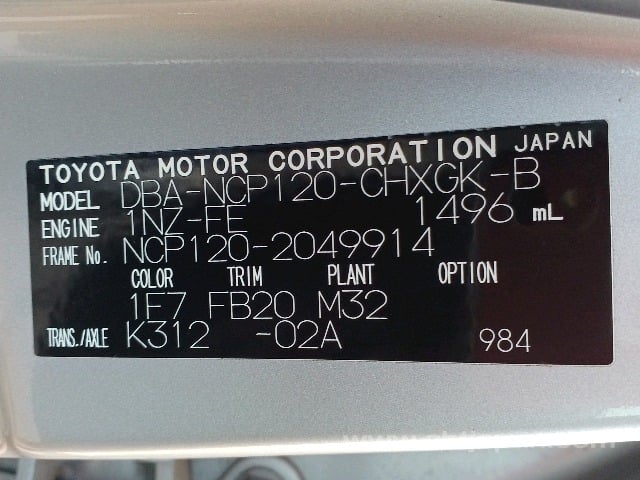 TOYOTA MOTOR CORPORATION JAPAN
MODEL DBA-NCP120-CHXGK-B
ENGINE 1NZ-FE 1496 mL
FRAME No. NCP120-2049914
COLOR TRIM PLANT OPTION
1F7 FB20 M32
TRANS./AXLE K312 -02A 984